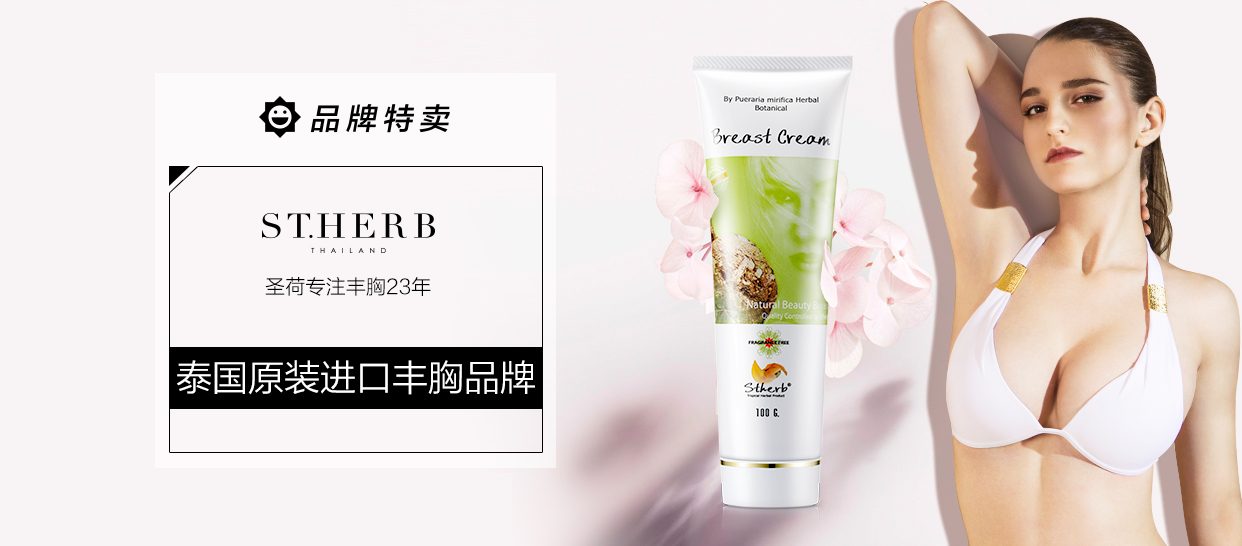 品牌特卖
ST.HERB
THAILAND
圣荷专注丰胸23年
泰国原装进口丰胸品牌
By Pueraria mirifica Herbal
Botanical
Breast Cream
Natural Beauty
Quality
FRAGRANCETREE
Stherb®
Tropical Herbal Product
100 G.